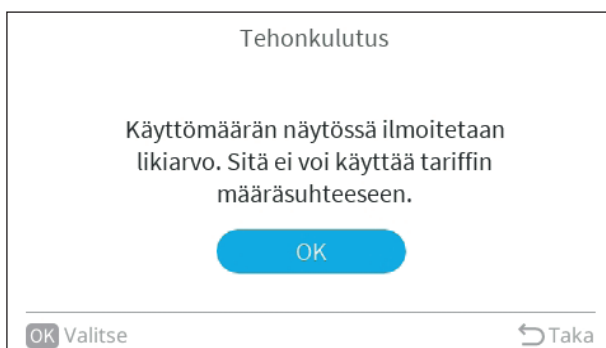 Tehonkulutus
Käyttömäärän näytössä ilmoitetaan
likiarvo. Sitä ei voi käyttää tariffin
määräsuhteeseen.
OK
OK Valitse
Taka